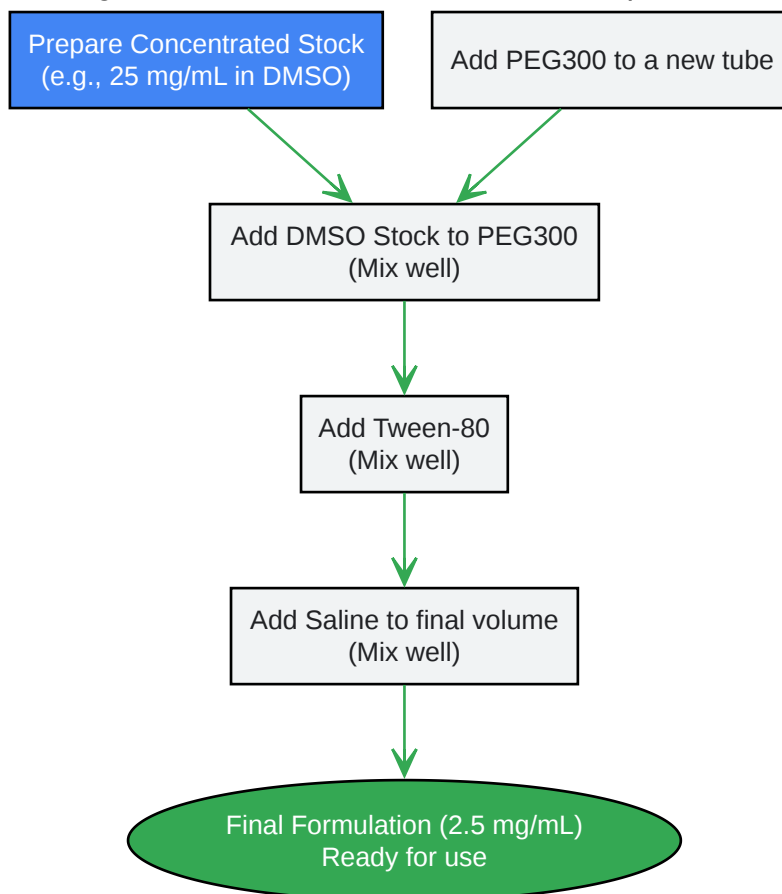 Prepare Concentrated Stock
(e.g., 25 mg/mL in DMSO)
Add PEG300 to a new tube
Add DMSO Stock to PEG300
(Mix well)
Add Tween-80
(Mix well)
Add Saline to final volume
(Mix well)
Final Formulation (2.5 mg/mL)
Ready for use